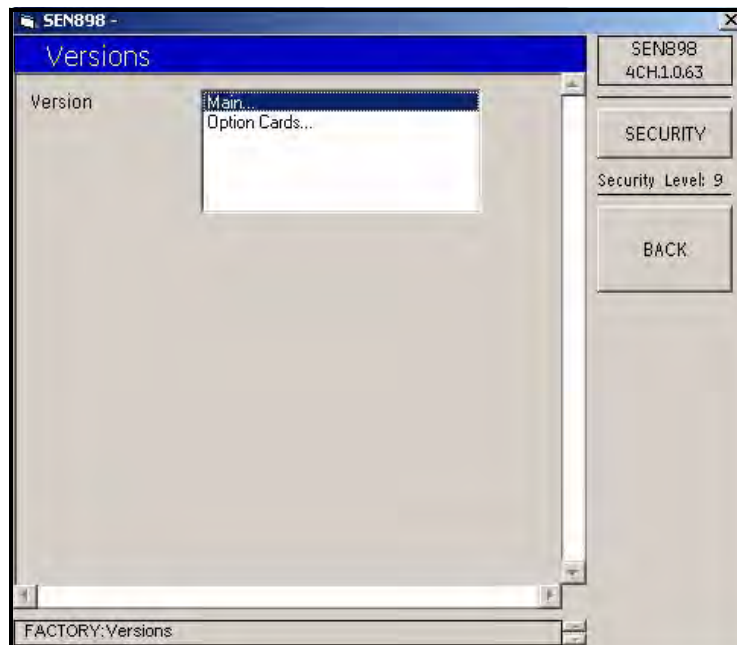 SEN898 -
Versions
Version
Main...
Option Cards...
SEN898
4CH.1.0.63
SECURITY
Security Level: 9
BACK
FACTORY:Versions